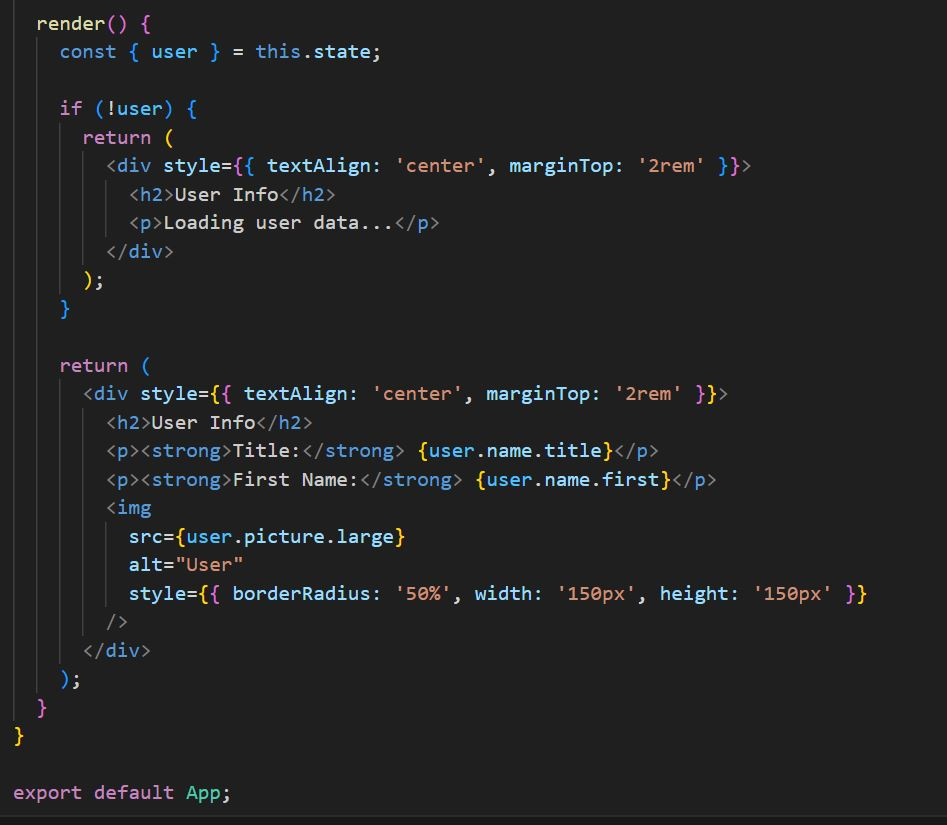 render() {
const { user } = this.state;
if (!user) {
return (
<div style={{ textAlign: 'center', marginTop: '2rem' }}>
<h2>User Info</h2>
<p>Loading user data...</p>
</div>
);
}
return (
<div style={{ textAlign: 'center', marginTop: '2rem' }}>
<h2>User Info</h2>
<p><strong>Title:</strong> {user.name.title}</p>
<p><strong>First Name:</strong> {user.name.first}</p>
<img
src={user.picture.large}
alt="User"
style={{ borderRadius: '50%', width: '150px', height: '150px' }}
/>
</div>
);
}
}
export default App;